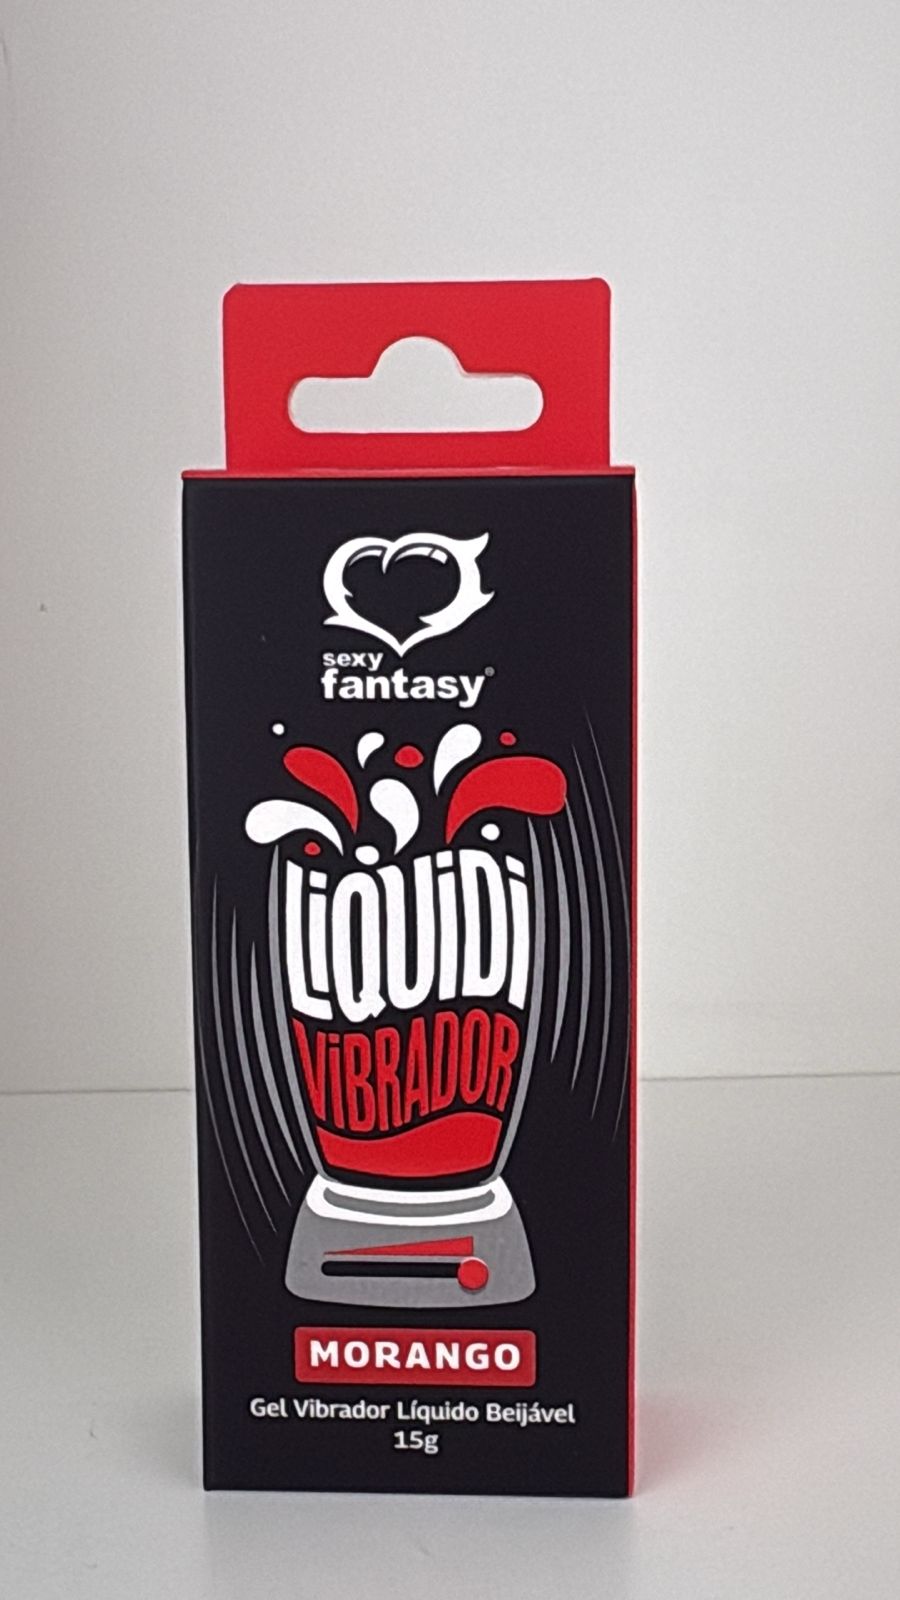 sexy
fantasy®
LiQUiDi
ViBRADOR
MORANGO
Gel Vibrador Líquido Beijável
15g